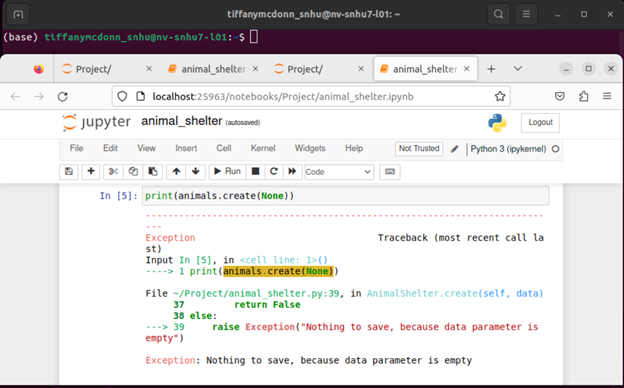 tiffanymcdonn_snhu@nv-snhu7-l01: ~
(base) tiffanymcdonn_snhu@nv-snhu7-l01:~$
Project/ × animal_shelter × Project/ × animal_shelter × +
localhost:25963/notebooks/Project/animal_shelter.ipynb
jupyter animal_shelter (autosaved) Logout
File Edit View Insert Cell Kernel Widgets Help Not Trusted Python 3 (ipykernel)
Run Code
In [5]: print(animals.create(None))
---------------------------------------------------------------------------
Exception Traceback (most recent call la
st)
Input In [5], in <cell line: 1>()
----> 1 print(animals.create(None))
File ~/Project/animal_shelter.py:39, in AnimalShelter.create(self, data)
37 return False
38 else:
---> 39 raise Exception("Nothing to save, because data parameter is
empty")
Exception: Nothing to save, because data parameter is empty